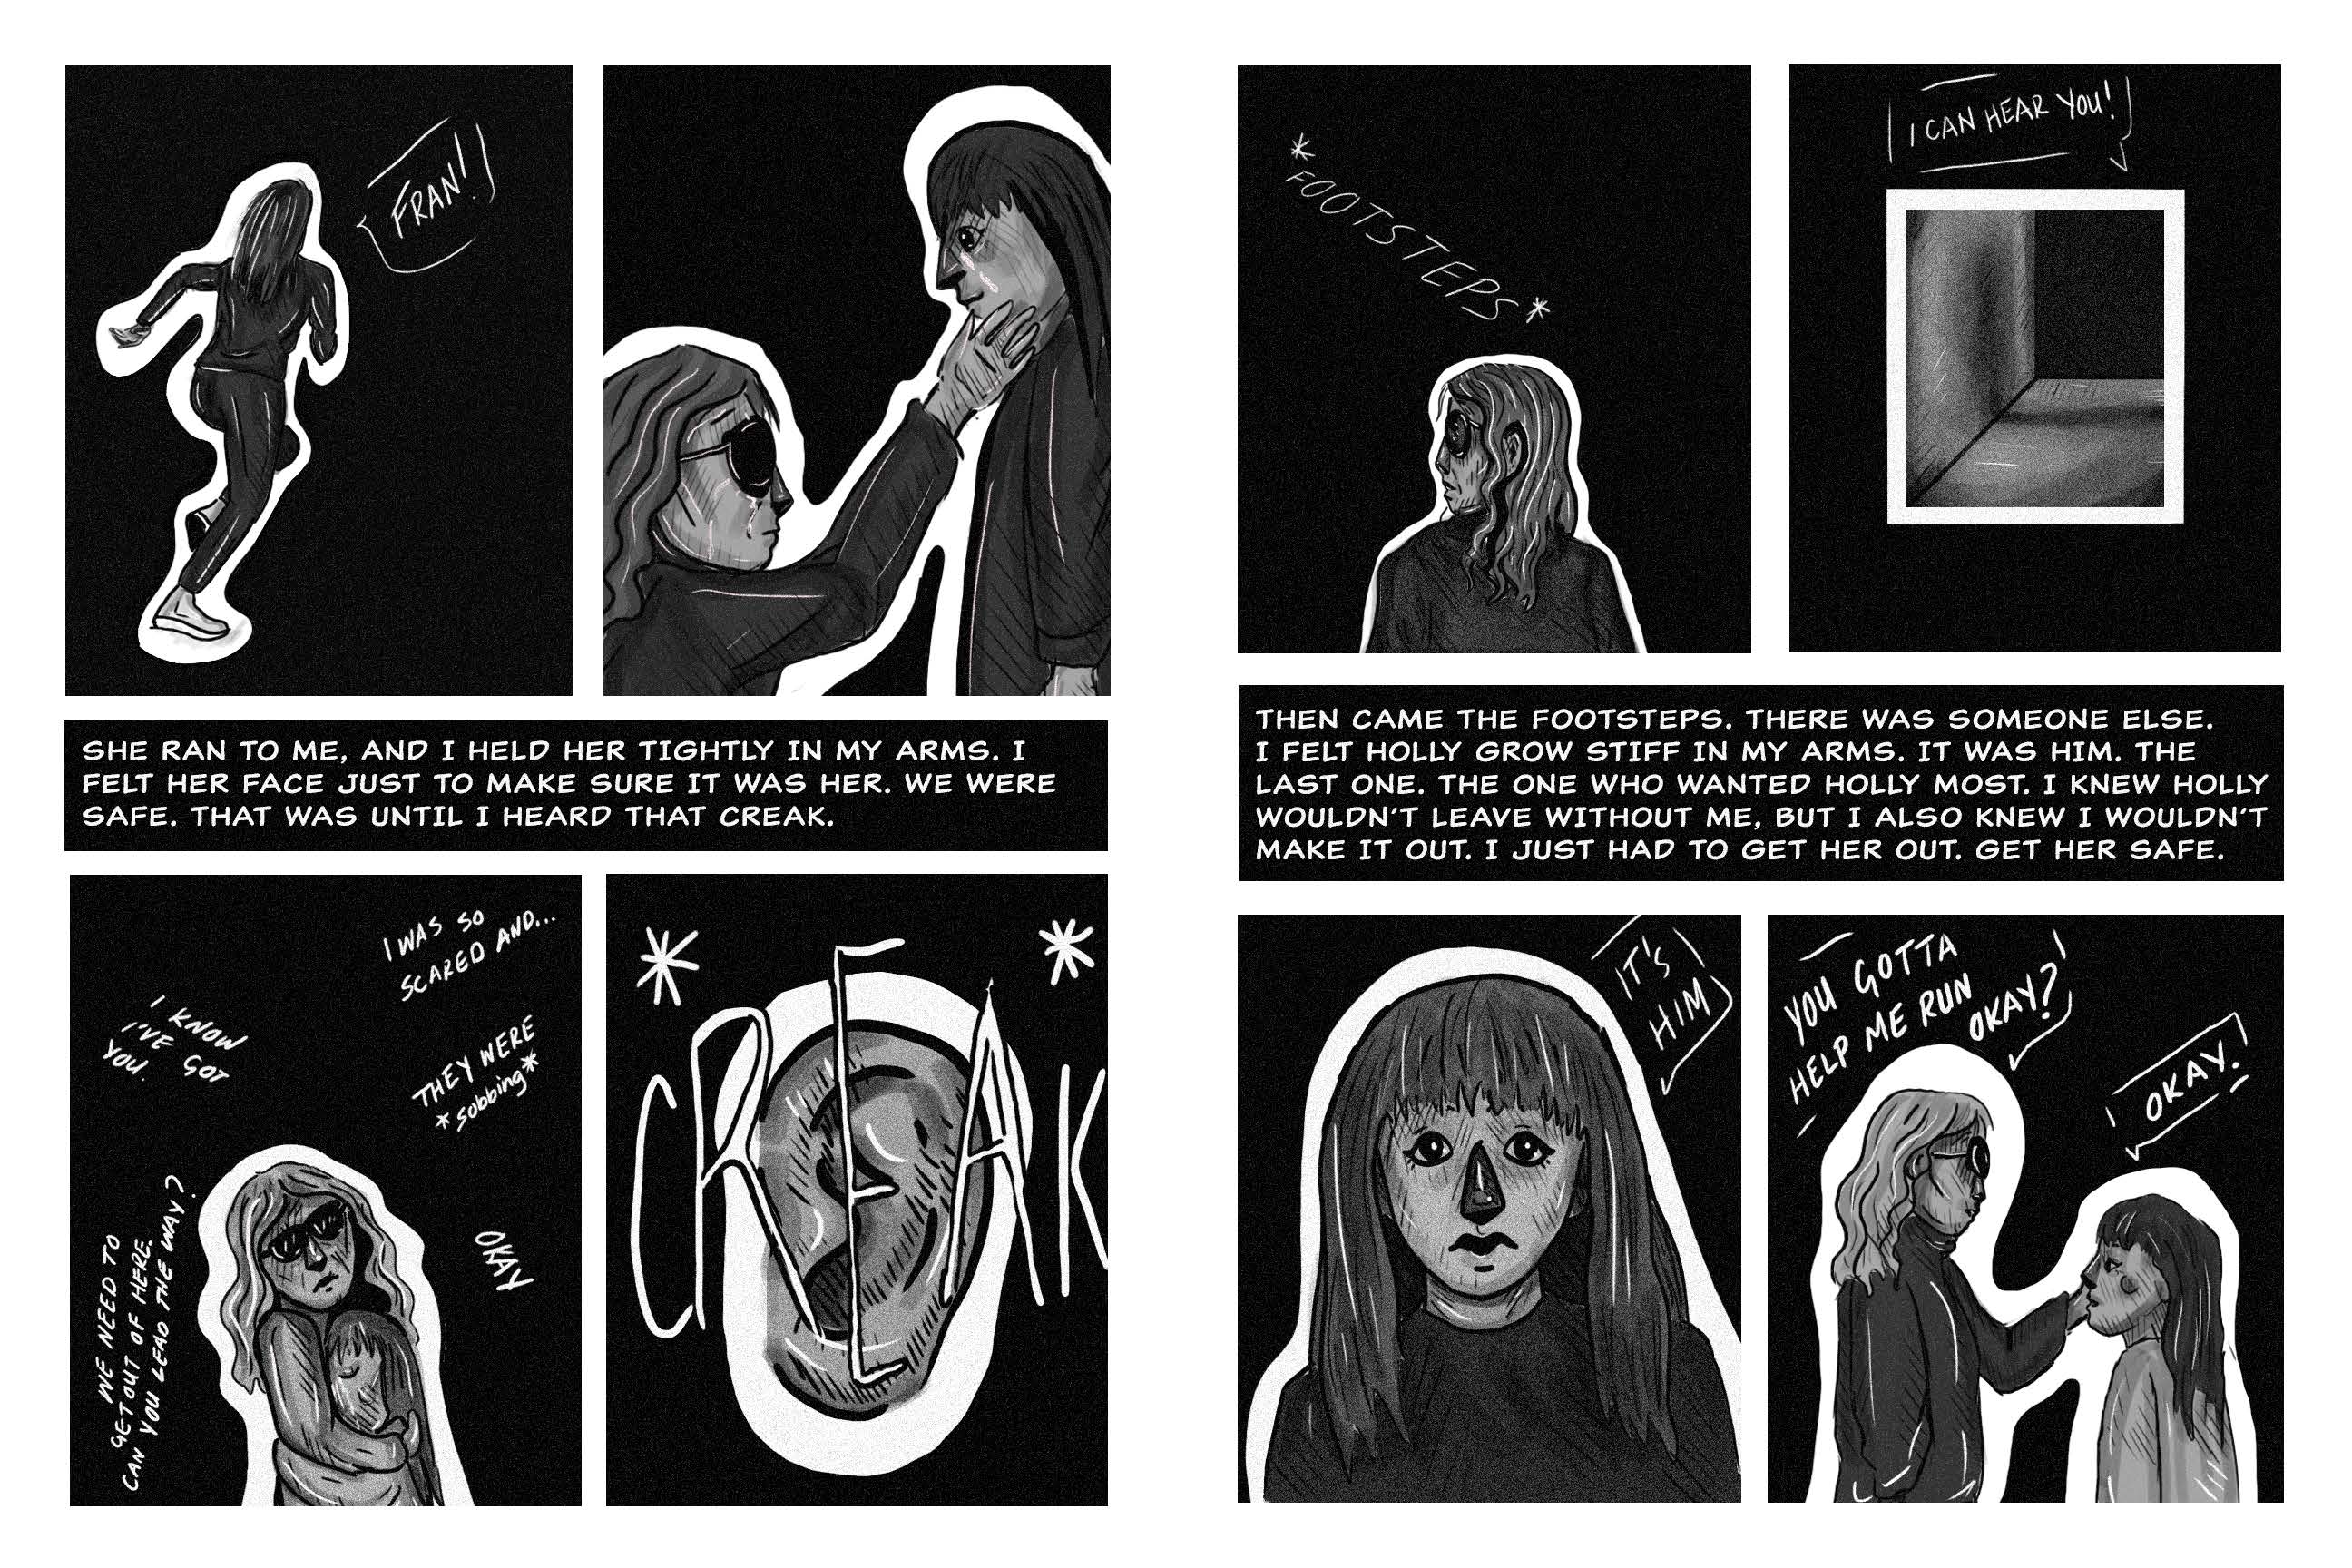 FRAN!
SHE RAN TO ME, AND I HELD HER TIGHTLY IN MY ARMS. I
FELT HER FACE JUST TO MAKE SURE IT WAS HER. WE WERE
SAFE. THAT WAS UNTIL I HEARD THAT CREAK.
I WAS SO
SCARED AND...
I KNOW
I'VE GOT
YOU.
THEY WERE
*sobbing*
WE NEED TO
GET OUT OF HERE.
CAN YOU LEAD THE WAY?
OKAY
*CREAK*
*FOOTSTEPS*
I CAN HEAR YOU!
THEN CAME THE FOOTSTEPS. THERE WAS SOMEONE ELSE.
I FELT HOLLY GROW STIFF IN MY ARMS. IT WAS HIM. THE
LAST ONE. THE ONE WHO WANTED HOLLY MOST. I KNEW HOLLY
WOULDN'T LEAVE WITHOUT ME, BUT I ALSO KNEW I WOULDN'T
MAKE IT OUT. I JUST HAD TO GET HER OUT. GET HER SAFE.
IT'S
HIM
YOU GOTTA
HELP ME RUN
OKAY?
OKAY.